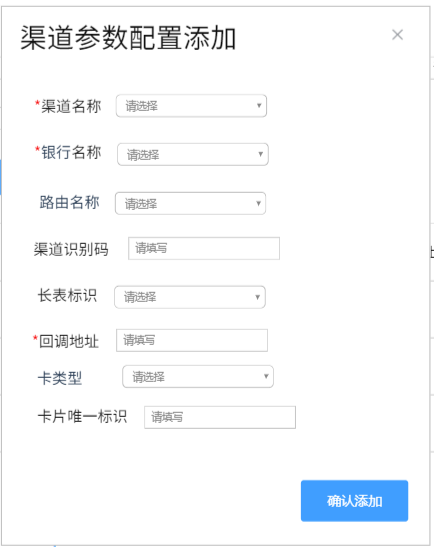 渠道参数配置添加 ×
*渠道名称 请选择
*银行名称 请选择
路由名称 请选择
渠道识别码 请填写
长表标识 请选择
*回调地址 请填写
卡类型 请选择
卡片唯一标识 请填写
确认添加